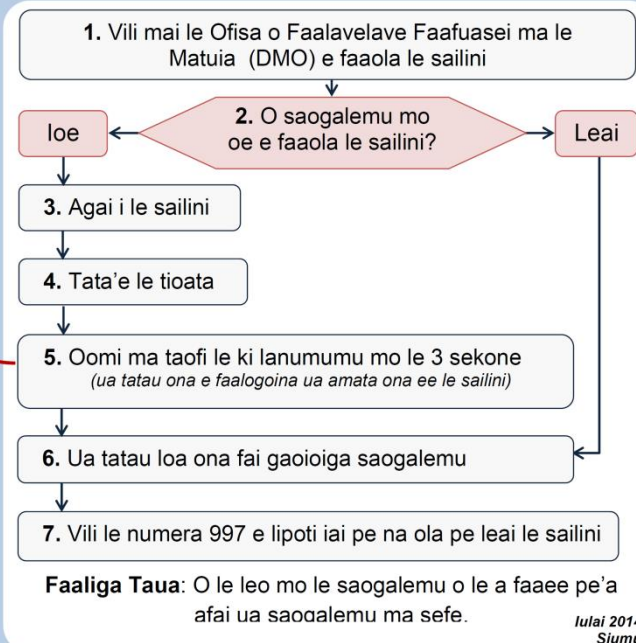 1. Vili mai le Ofisa o Faalavelave Faafuasei ma le
Matuia (DMO) e faaola le sailini
2. O saogalemu mo
oe e faaola le sailini?
Ioe
Leai
3. Agai i le sailini
4. Tata'e le tioata
5. Oomi ma taofi le ki lanumumu mo le 3 sekone
(ua tatau ona e faalogoina ua amata ona ee le sailini)
6. Ua tatau loa ona fai gaoioiga saogalemu
7. Vili le numera 997 e lipoti iai pe na ola pe leai le sailini
Faaliga Taua: O le leo mo le saogalemu o le a faaee pe'a
afai ua saogalemu ma sefe.
Iulai 2014